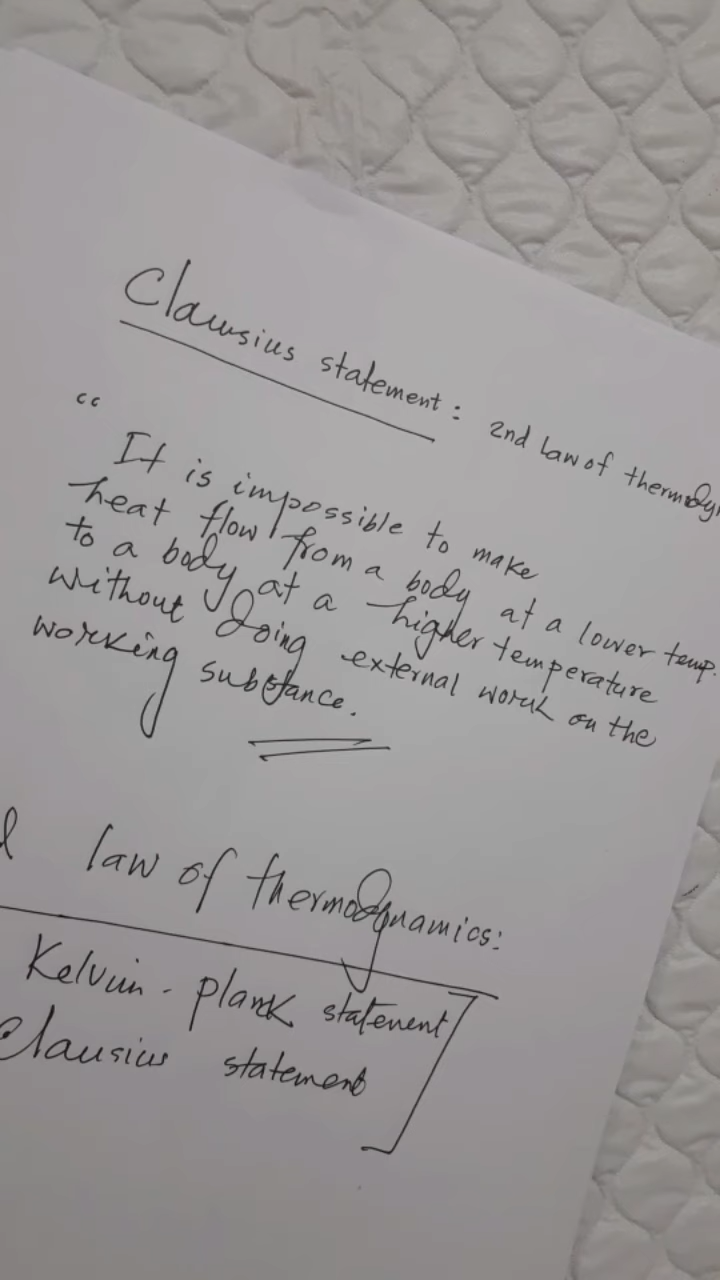 Clausius statement: 2nd law of thermody
“ It is impossible to make
heat flow from a body at a lower temp.
to a body at a higher temperature
without doing external work on the
working substance.
law of thermodynamics:
Kelvin - plank statement
Clausius statement